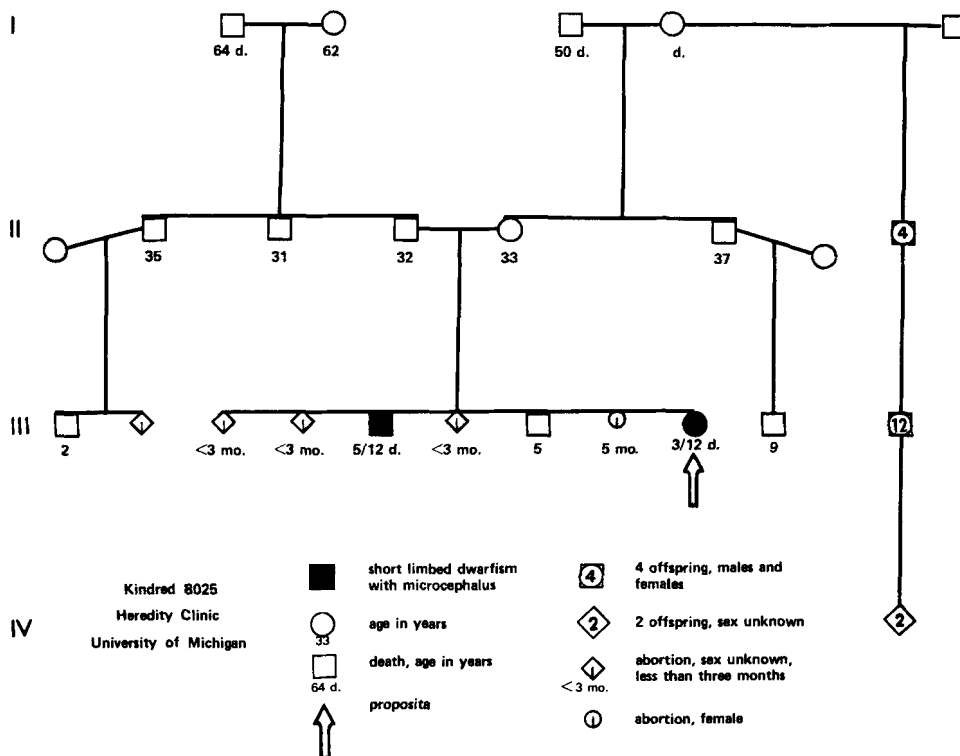 I
64 d.
62
50 d.
d.
II
35
31
32
33
37
4
III
2
<3 mo.
<3 mo.
5/12 d.
<3 mo.
5
5 mo.
3/12 d.
9
12
IV
Kindred 8025
Heredity Clinic
University of Michigan
short limbed dwarfism
with microcephalus
33
age in years
64 d.
death, age in years
proposita
4
4 offspring, males and
females
2
2 offspring, sex unknown
<3 mo.
abortion, sex unknown,
less than three months
abortion, female
2